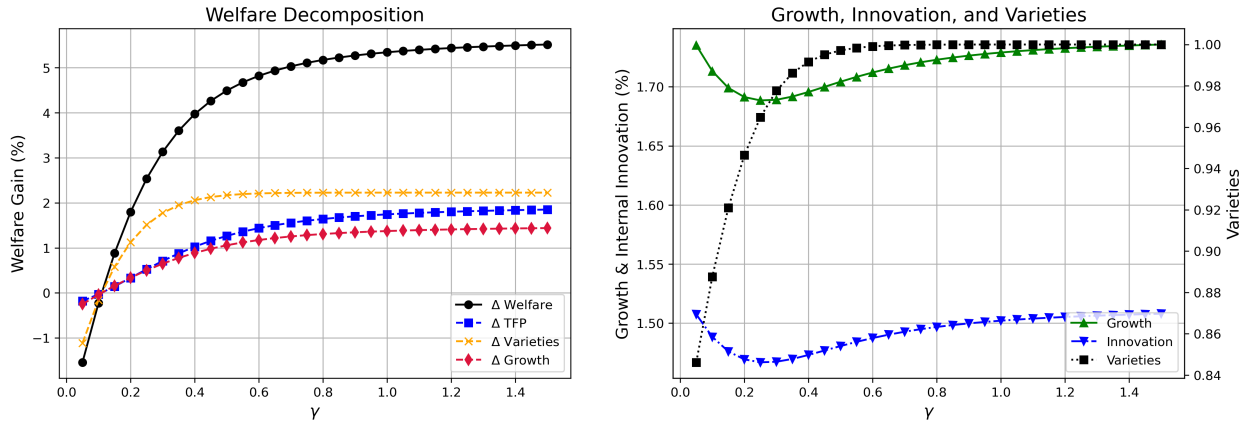 Welfare Decomposition
Welfare Gain (%)
5
4
3
2
1
0
−1
0.0 0.2 0.4 0.6 0.8 1.0 1.2 1.4
γ
Δ Welfare
Δ TFP
Δ Varieties
Δ Growth
Growth, Innovation, and Varieties
Growth & Internal Innovation (%)
1.70
1.65
1.60
1.55
1.50
0.0 0.2 0.4 0.6 0.8 1.0 1.2 1.4
γ
Growth
Innovation
Varieties
1.00
0.98
0.96
0.94
0.92
0.90
0.88
0.86
0.84
Varieties